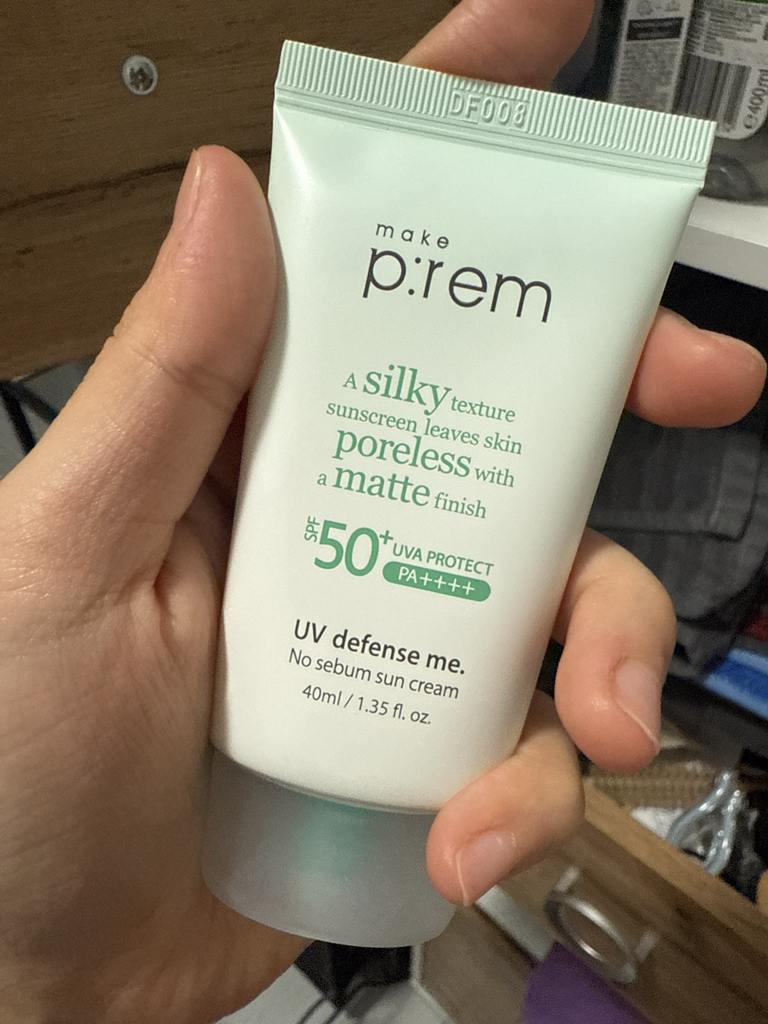 DF008
make
p:rem
A silky texture
sunscreen leaves skin
poreless with
a matte finish
SPF 50+ UVA PROTECT
PA++++
UV defense me.
No sebum sun cream
40ml / 1.35 fl. oz.
e400ml